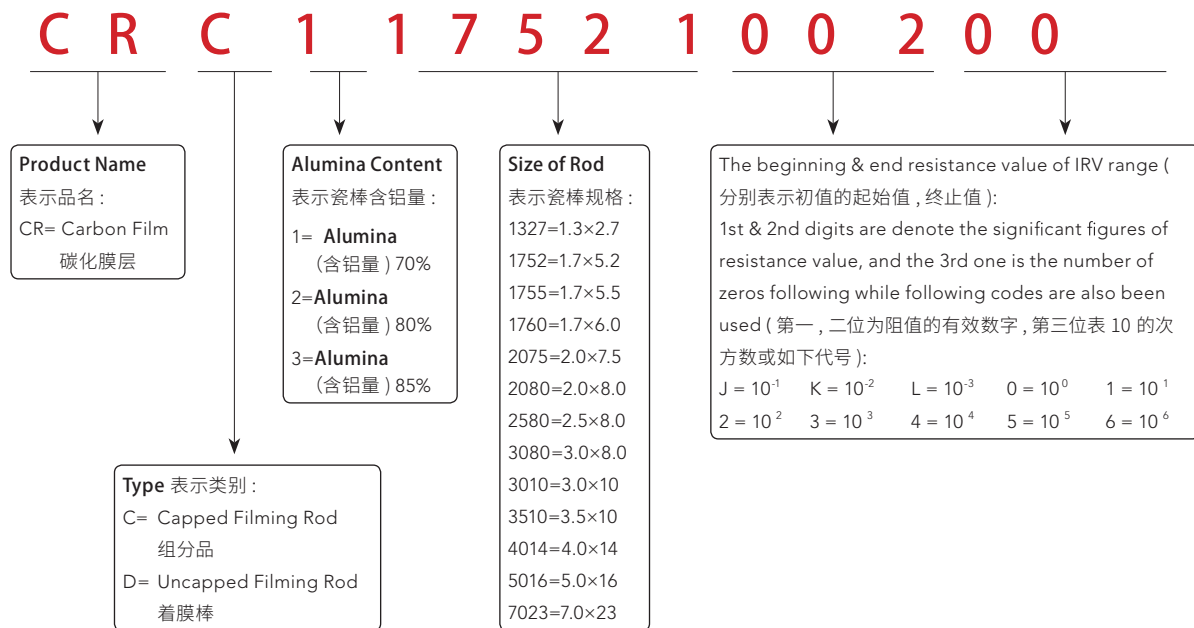 C R C 1 1 7 5 2 1 0 0 2 0 0
Product Name
表示品名 :
CR= Carbon Film
碳化膜层
Type 表示类别 :
C= Capped Filming Rod
组分品
D= Uncapped Filming Rod
着膜棒
Alumina Content
表示瓷棒含铝量 :
1= Alumina
(含铝量 ) 70%
2=Alumina
(含铝量 ) 80%
3=Alumina
(含铝量 ) 85%
Size of Rod
表示瓷棒规格 :
1327=1.3×2.7
1752=1.7×5.2
1755=1.7×5.5
1760=1.7×6.0
2075=2.0×7.5
2080=2.0×8.0
2580=2.5×8.0
3080=3.0×8.0
3010=3.0×10
3510=3.5×10
4014=4.0×14
5016=5.0×16
7023=7.0×23
The beginning & end resistance value of IRV range (
分别表示初值的起始值 , 终止值 ):
1st & 2nd digits are denote the significant figures of
resistance value, and the 3rd one is the number of
zeros following while following codes are also been
used ( 第一 , 二位为阻值的有效数字 , 第三位表 10 的次
方数或如下代号 ):
J = 10⁻¹ K = 10⁻² L = 10⁻³ 0 = 10⁰ 1 = 10¹
2 = 10² 3 = 10³ 4 = 10⁴ 5 = 10⁵ 6 = 10⁶